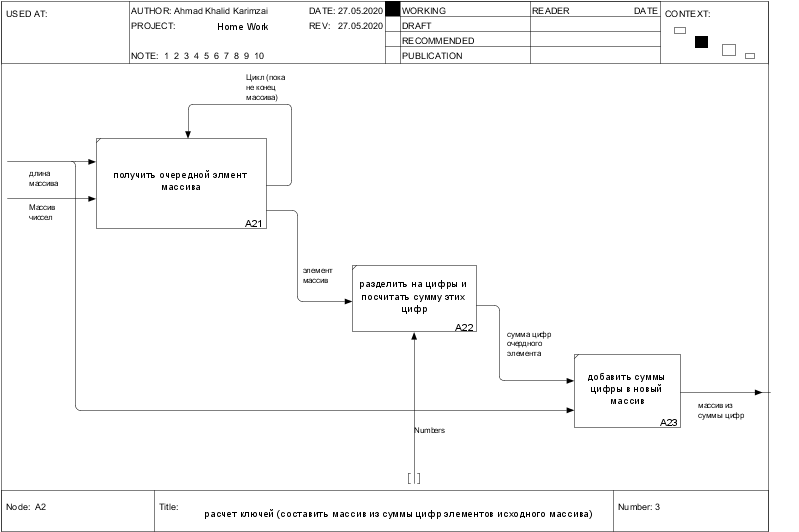 USED AT:
AUTHOR: Ahmad Khalid Karimzai
DATE: 27.05.2020
PROJECT: Home Work
REV: 27.05.2020
NOTE: 1 2 3 4 5 6 7 8 9 10
WORKING
DRAFT
RECOMMENDED
PUBLICATION
READER DATE
CONTEXT:
Цикл (пока
не конец
массива)
длина
массива
Массив
чиссел
получить очередной элмент
массива
A21
элемент
массив
разделить на цифры и
посчитать сумму этих
цифр
A22
сумма цифр
очердного
элемента
добавить суммы
цифры в новый
массив
A23
массив из
суммы цифр
Numbers
Node: A2
Title: расчет ключей (составить массив из суммы цифр элементов исходного массива)
Number: 3